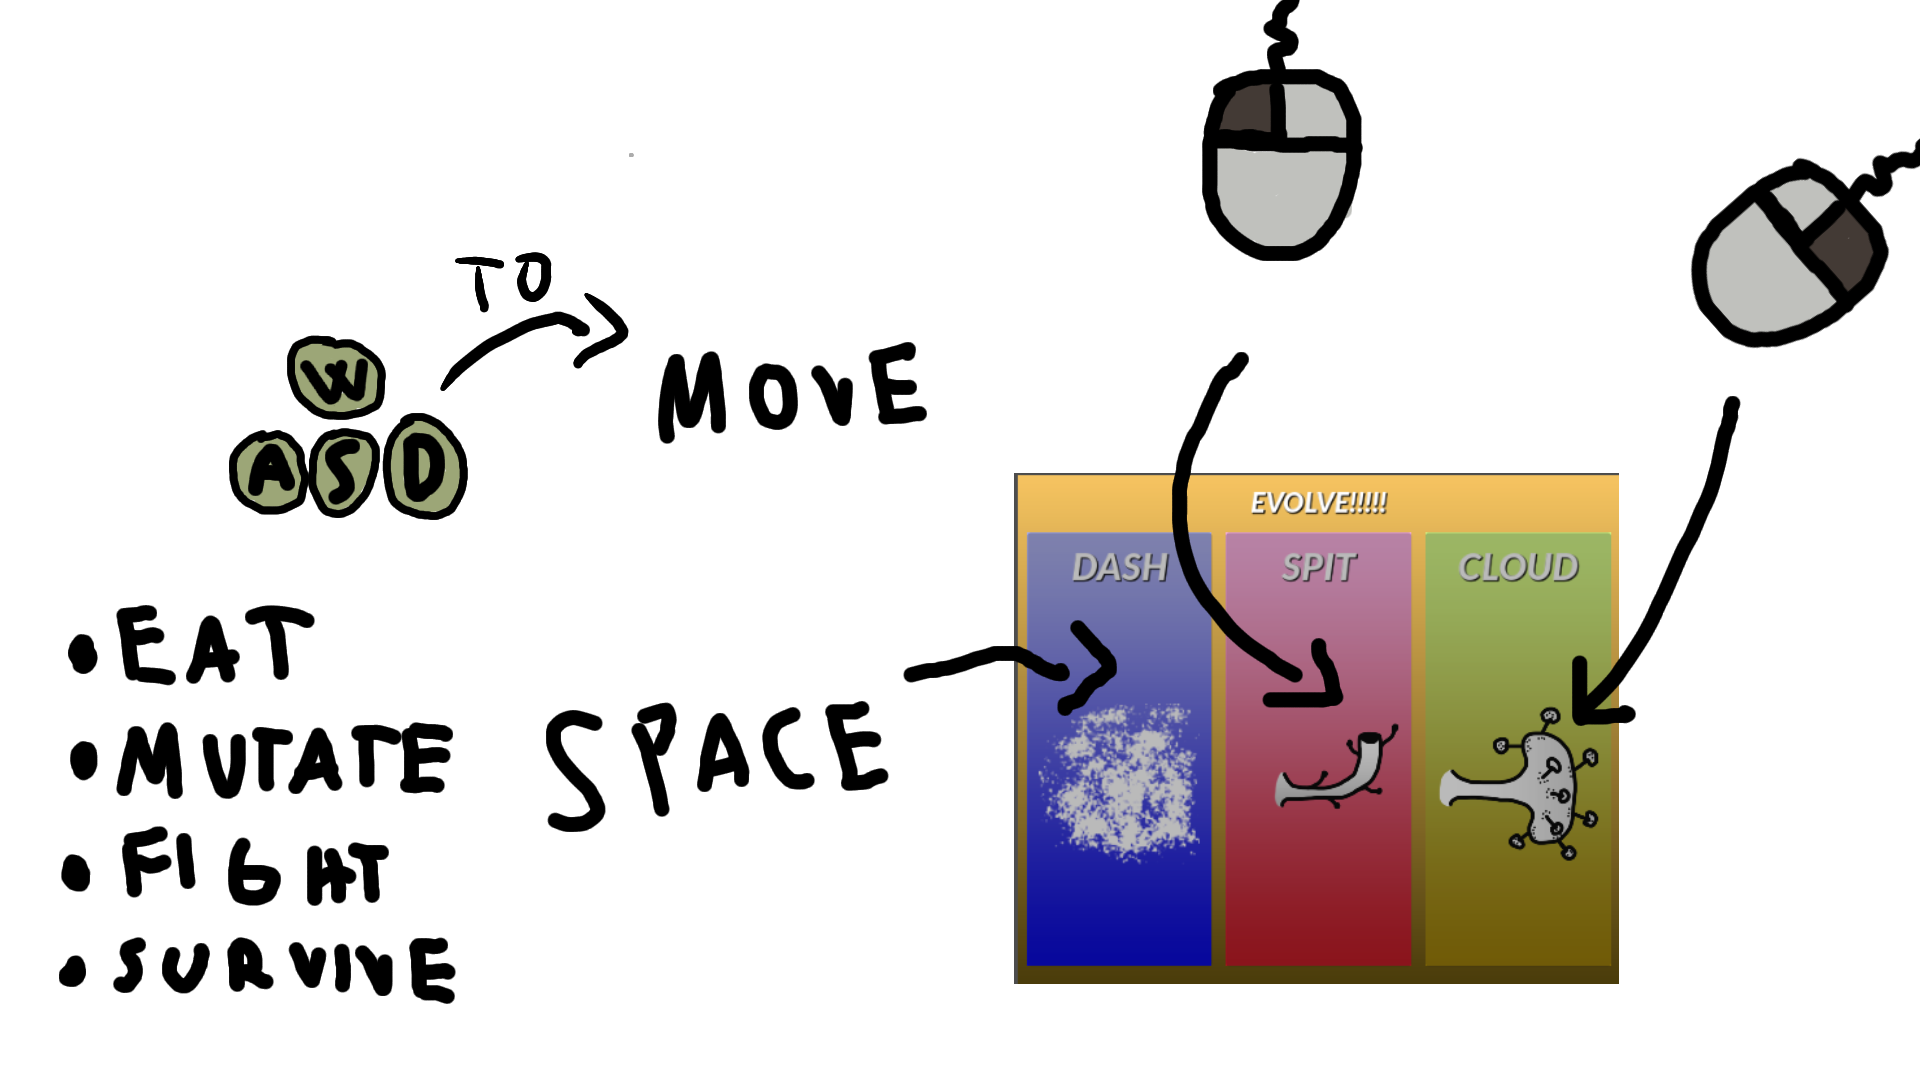 TO
MOVE
W
A S D
• EAT
• MUTATE
• FIGHT
• SURVIVE
SPACE
EVOLVE!!!!!
DASH
SPIT
CLOUD